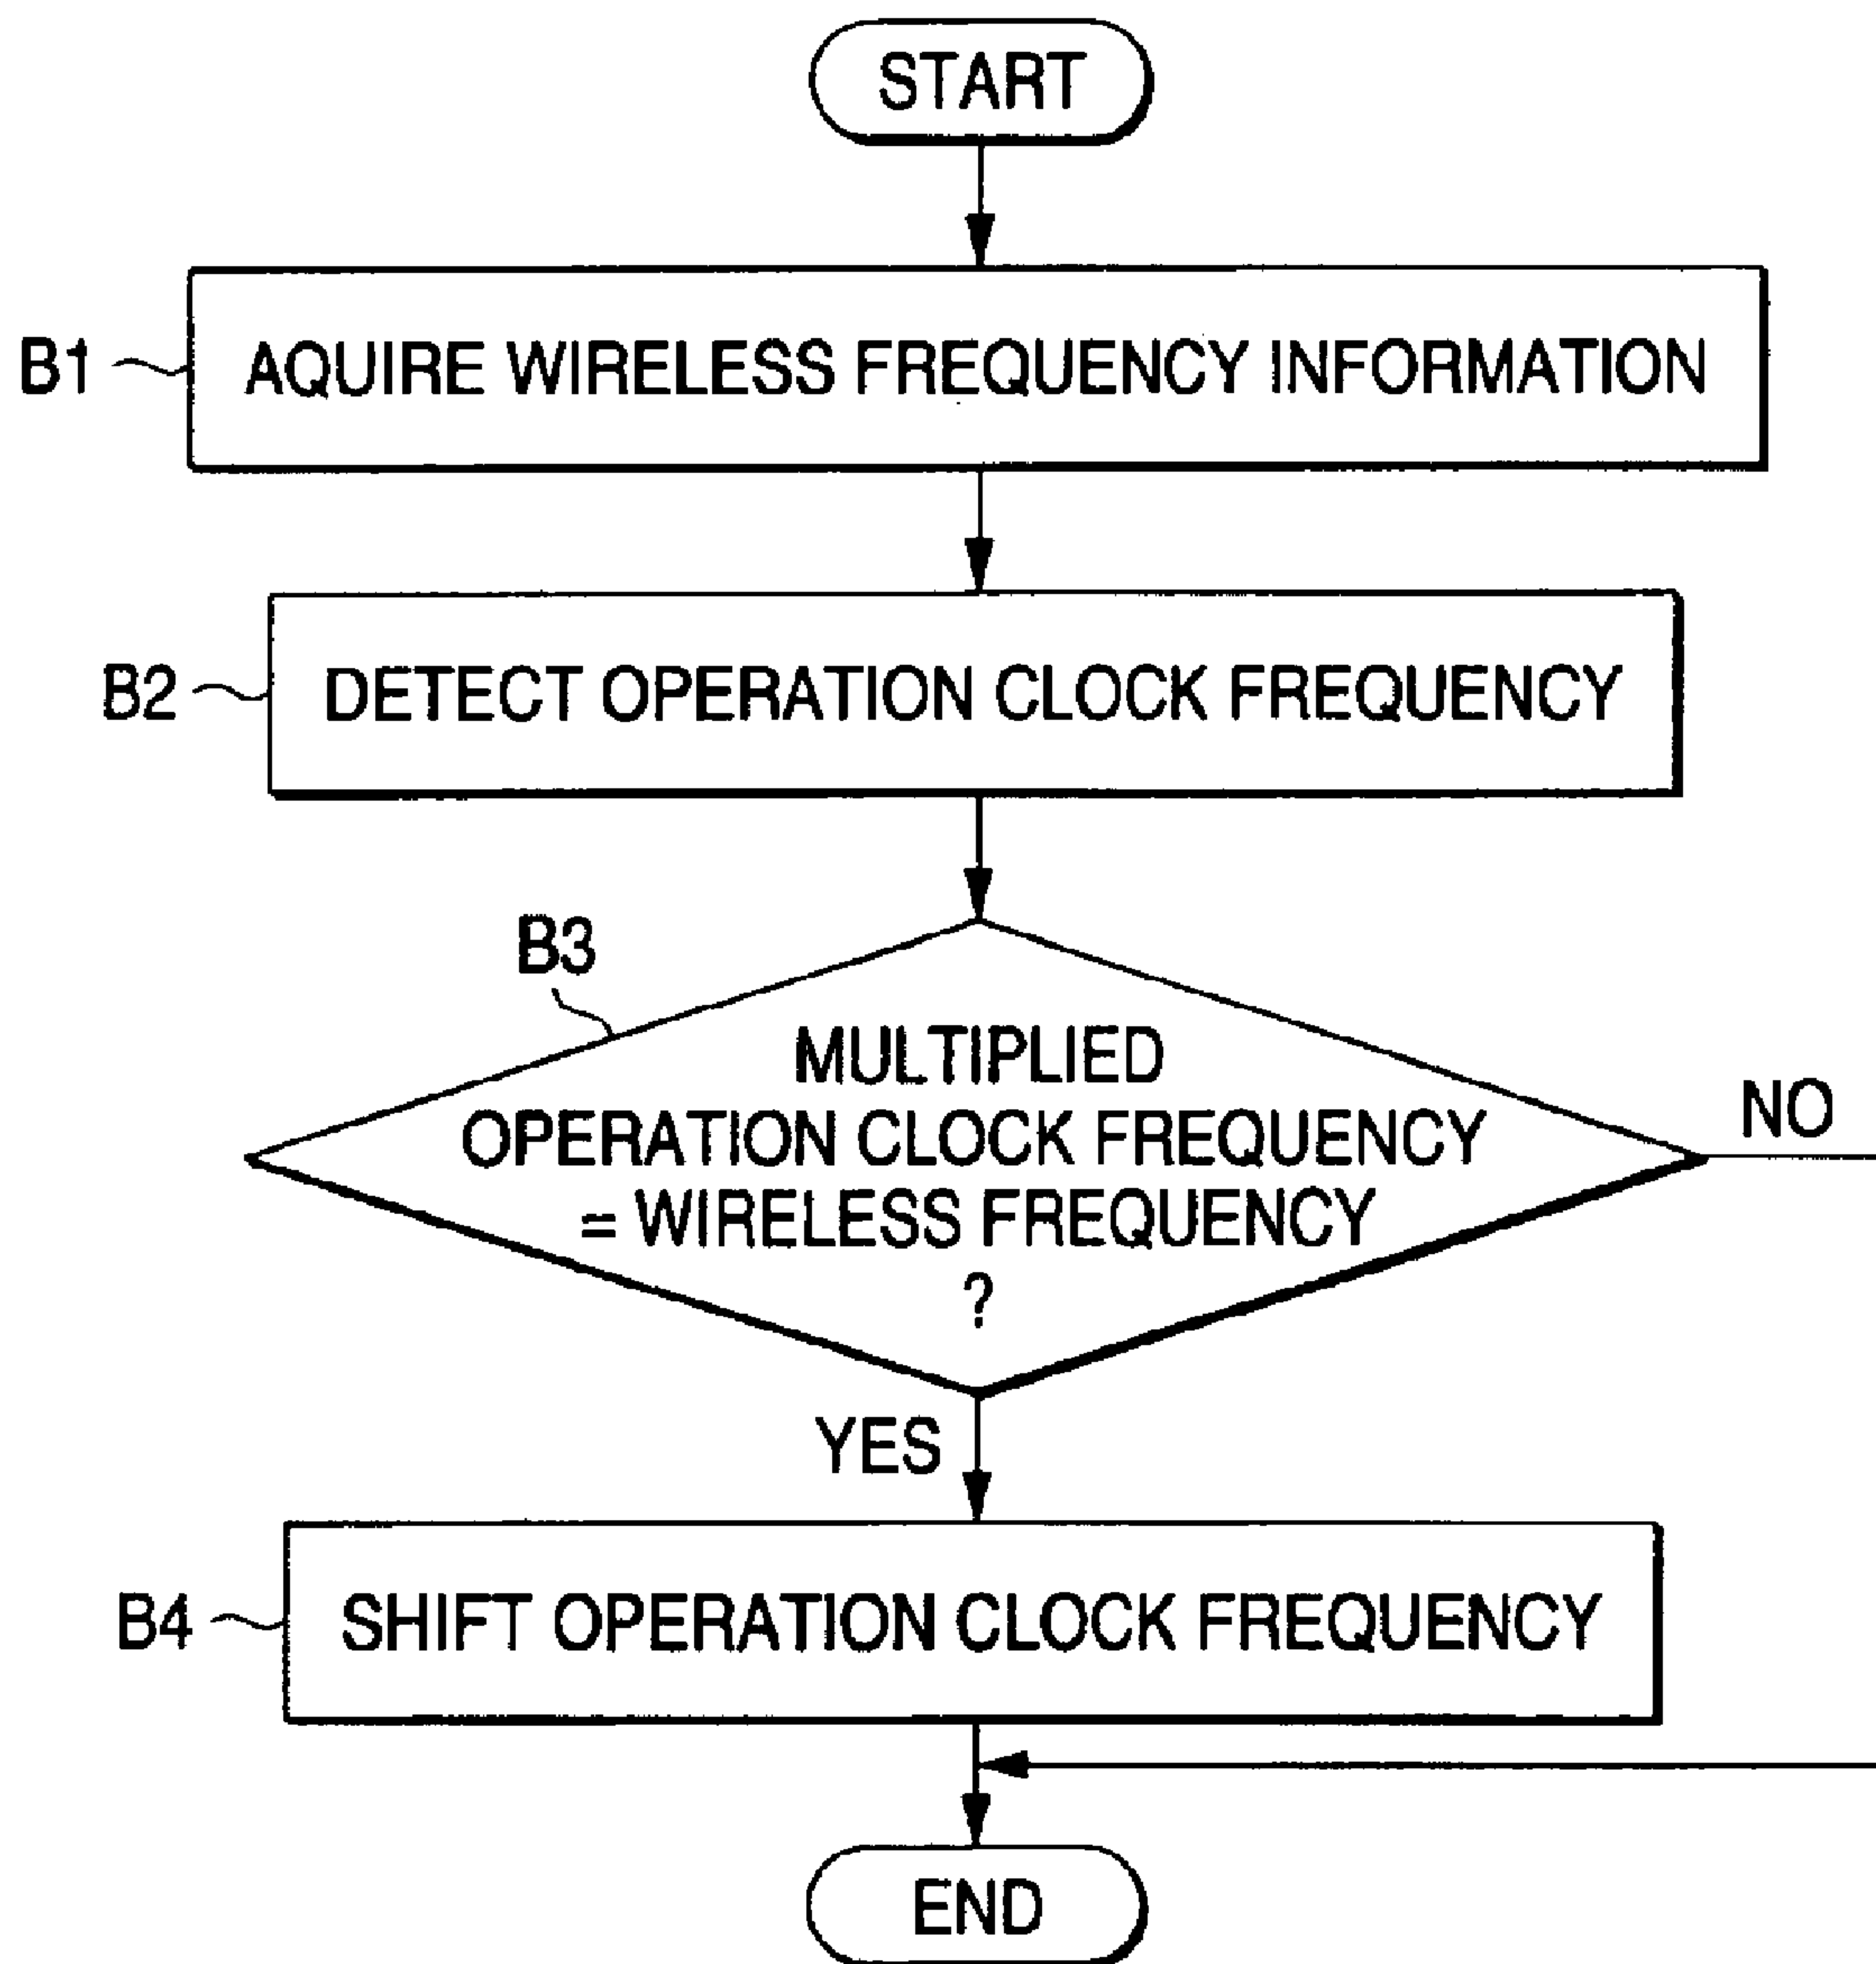 START
B1
AQUIRE WIRELESS FREQUENCY INFORMATION
B2
DETECT OPERATION CLOCK FREQUENCY
B3
MULTIPLIED
OPERATION CLOCK FREQUENCY
= WIRELESS FREQUENCY
?
NO
YES
B4
SHIFT OPERATION CLOCK FREQUENCY
END